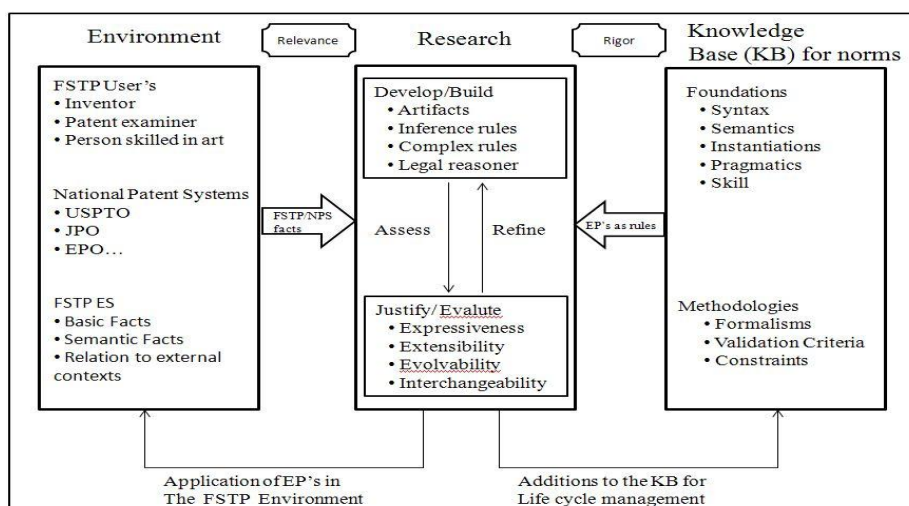 Environment
Relevance
Research
Rigor
Knowledge
Base (KB) for norms
FSTP User's
• Inventor
• Patent examiner
• Person skilled in art
National Patent Systems
• USPTO
• JPO
• EPO...
FSTP ES
• Basic Facts
• Semantic Facts
• Relation to external
contexts
FSTP/NPS
facts
Develop/Build
• Artifacts
• Inference rules
• Complex rules
• Legal reasoner
Assess
Refine
Justify/ Evalute
• Expressiveness
• Extensibility
• Evolvability
• Interchangeability
EP's as rules
Foundations
• Syntax
• Semantics
• Instantiations
• Pragmatics
• Skill
Methodologies
• Formalisms
• Validation Criteria
• Constraints
Application of EP's in
The FSTP Environment
Additions to the KB for
Life cycle management